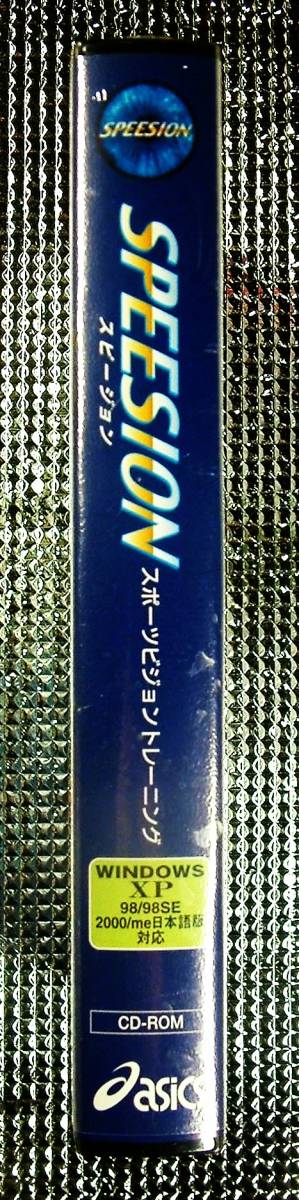 SPEESION
SPEESION
スピージョン
スポーツビジョントレーニング
WINDOWS
XP
98/98SE
2000/me日本語版
対応
CD-ROM
asics